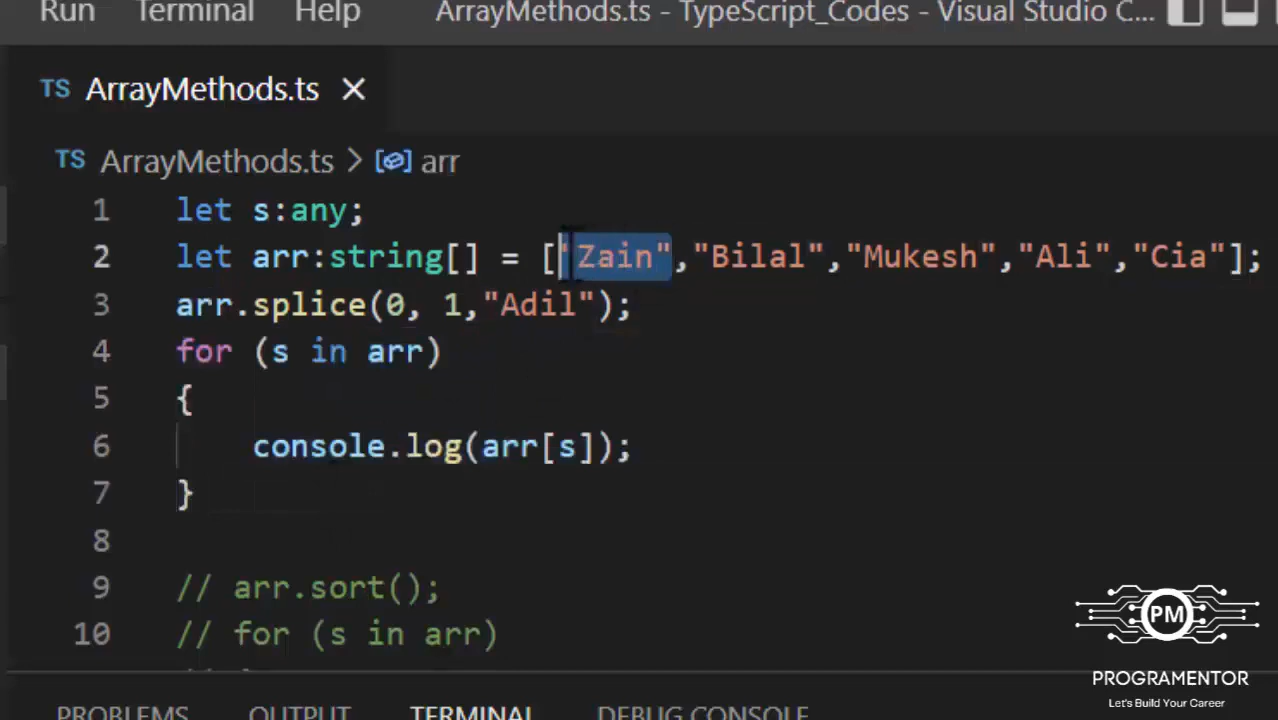 Run Terminal Help ArrayMethods.ts - TypeScript_Codes - Visual Studio C...
TS ArrayMethods.ts
TS ArrayMethods.ts > arr
1 let s:any;
2 let arr:string[] = ["Zain","Bilal","Mukesh","Ali","Cia"];
3 arr.splice(0, 1,"Adil");
4 for (s in arr)
5 {
6 console.log(arr[s]);
7 }
8
9 // arr.sort();
10 // for (s in arr)
PM
PROGRAMENTOR
Let's Build Your Career
PROBLEMS OUTPUT TERMINAL DEBUG CONSOLE